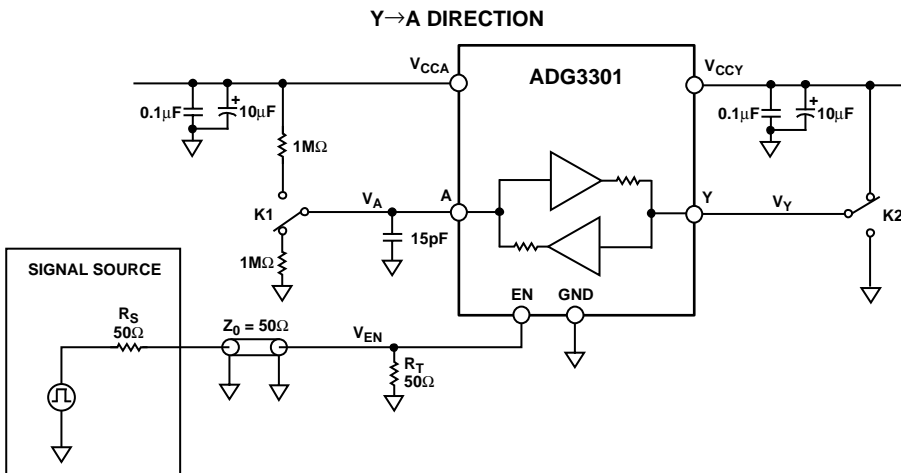 Y→A DIRECTION
V_CCA
ADG3301
V_CCY
0.1μF
+
10μF
0.1μF
+
10μF
1MΩ
K1
V_A
A
Y
V_Y
K2
15pF
1MΩ
SIGNAL SOURCE
EN
GND
R_S
50Ω
Z_0 = 50Ω
V_EN
R_T
50Ω